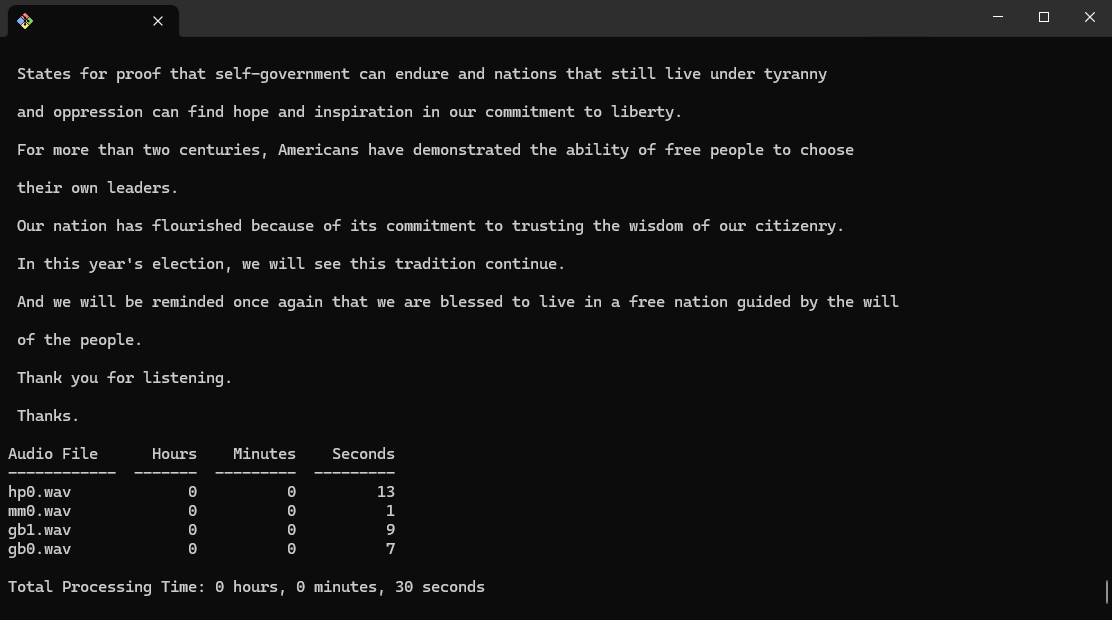 States for proof that self-government can endure and nations that still live under tyranny
and oppression can find hope and inspiration in our commitment to liberty.
For more than two centuries, Americans have demonstrated the ability of free people to choose
their own leaders.
Our nation has flourished because of its commitment to trusting the wisdom of our citizenry.
In this year's election, we will see this tradition continue.
And we will be reminded once again that we are blessed to live in a free nation guided by the will
of the people.
Thank you for listening.
Thanks.
Audio File      Hours    Minutes    Seconds
------------  -------  ---------  ---------
hp0.wav             0          0         13
mm0.wav             0          0          1
gb1.wav             0          0          9
gb0.wav             0          0          7
Total Processing Time: 0 hours, 0 minutes, 30 seconds